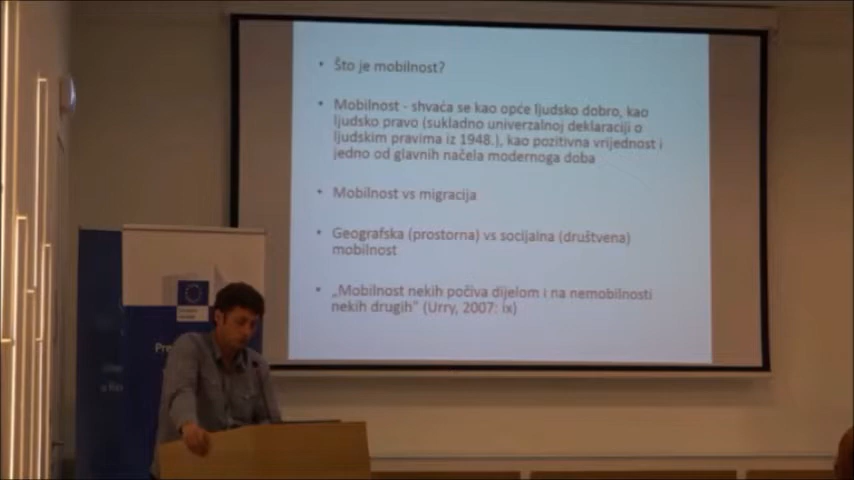 • Što je mobilnost?
• Mobilnost - shvaća se kao opće ljudsko dobro, kao
ljudsko pravo (sukladno univerzalnoj deklaraciji o
ljudskim pravima iz 1948.), kao pozitivna vrijednost i
jedno od glavnih načela modernoga doba
• Mobilnost vs migracija
• Geografska (prostorna) vs socijalna (društvena)
mobilnost
• „Mobilnost nekih počiva dijelom i na nemobilnosti
nekih drugih" (Urry, 2007: ix)